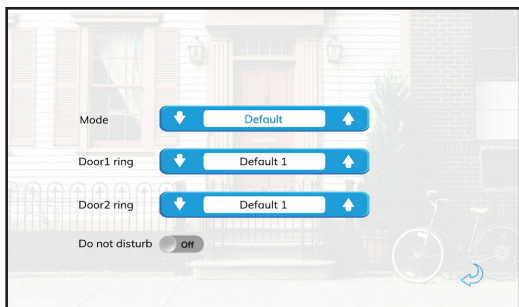 Mode Default
Door1 ring Default 1
Door2 ring Default 1
Do not disturb Off